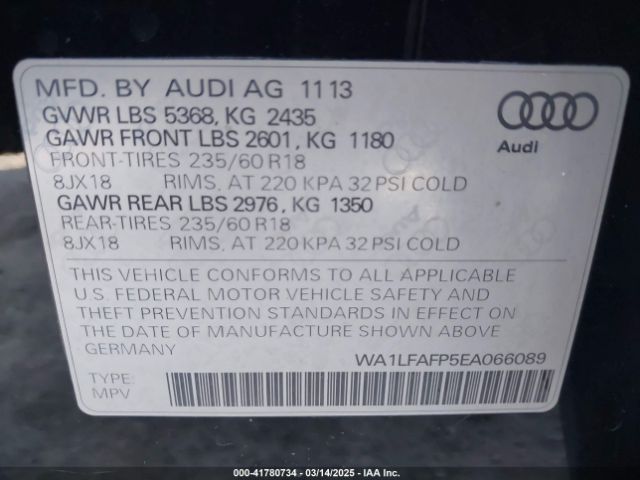 MFD. BY AUDI AG 11 13
GVWR LBS 5368, KG 2435
GAWR FRONT LBS 2601, KG 1180
FRONT-TIRES 235/60 R18
8JX18 RIMS, AT 220 KPA 32 PSI COLD
GAWR REAR LBS 2976, KG 1350
REAR-TIRES 235/60 R18
8JX18 RIMS, AT 220 KPA 32 PSI COLD
Audi
THIS VEHICLE CONFORMS TO ALL APPLICABLE
U.S. FEDERAL MOTOR VEHICLE SAFETY AND
THEFT PREVENTION STANDARDS IN EFFECT ON
THE DATE OF MANUFACTURE SHOWN ABOVE
GERMANY
WA1LFAFP5EA066089
TYPE:
MPV
000-41780734 - 03/14/2025 - IAA Inc.